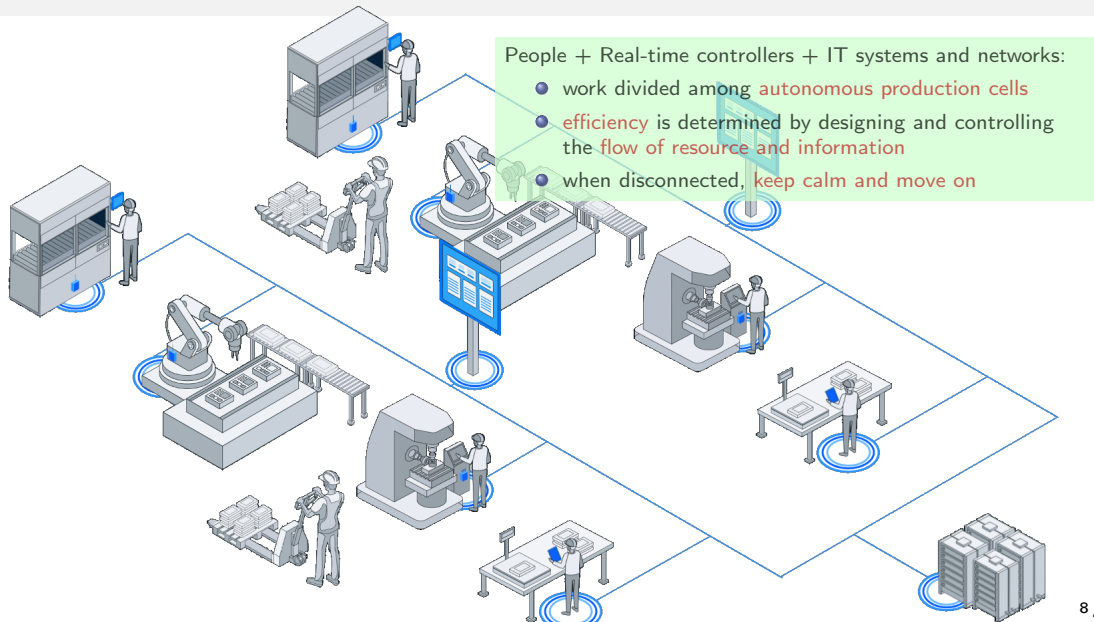 People + Real-time controllers + IT systems and networks:
work divided among autonomous production cells
efficiency is determined by designing and controlling
the flow of resource and information
when disconnected, keep calm and move on
8